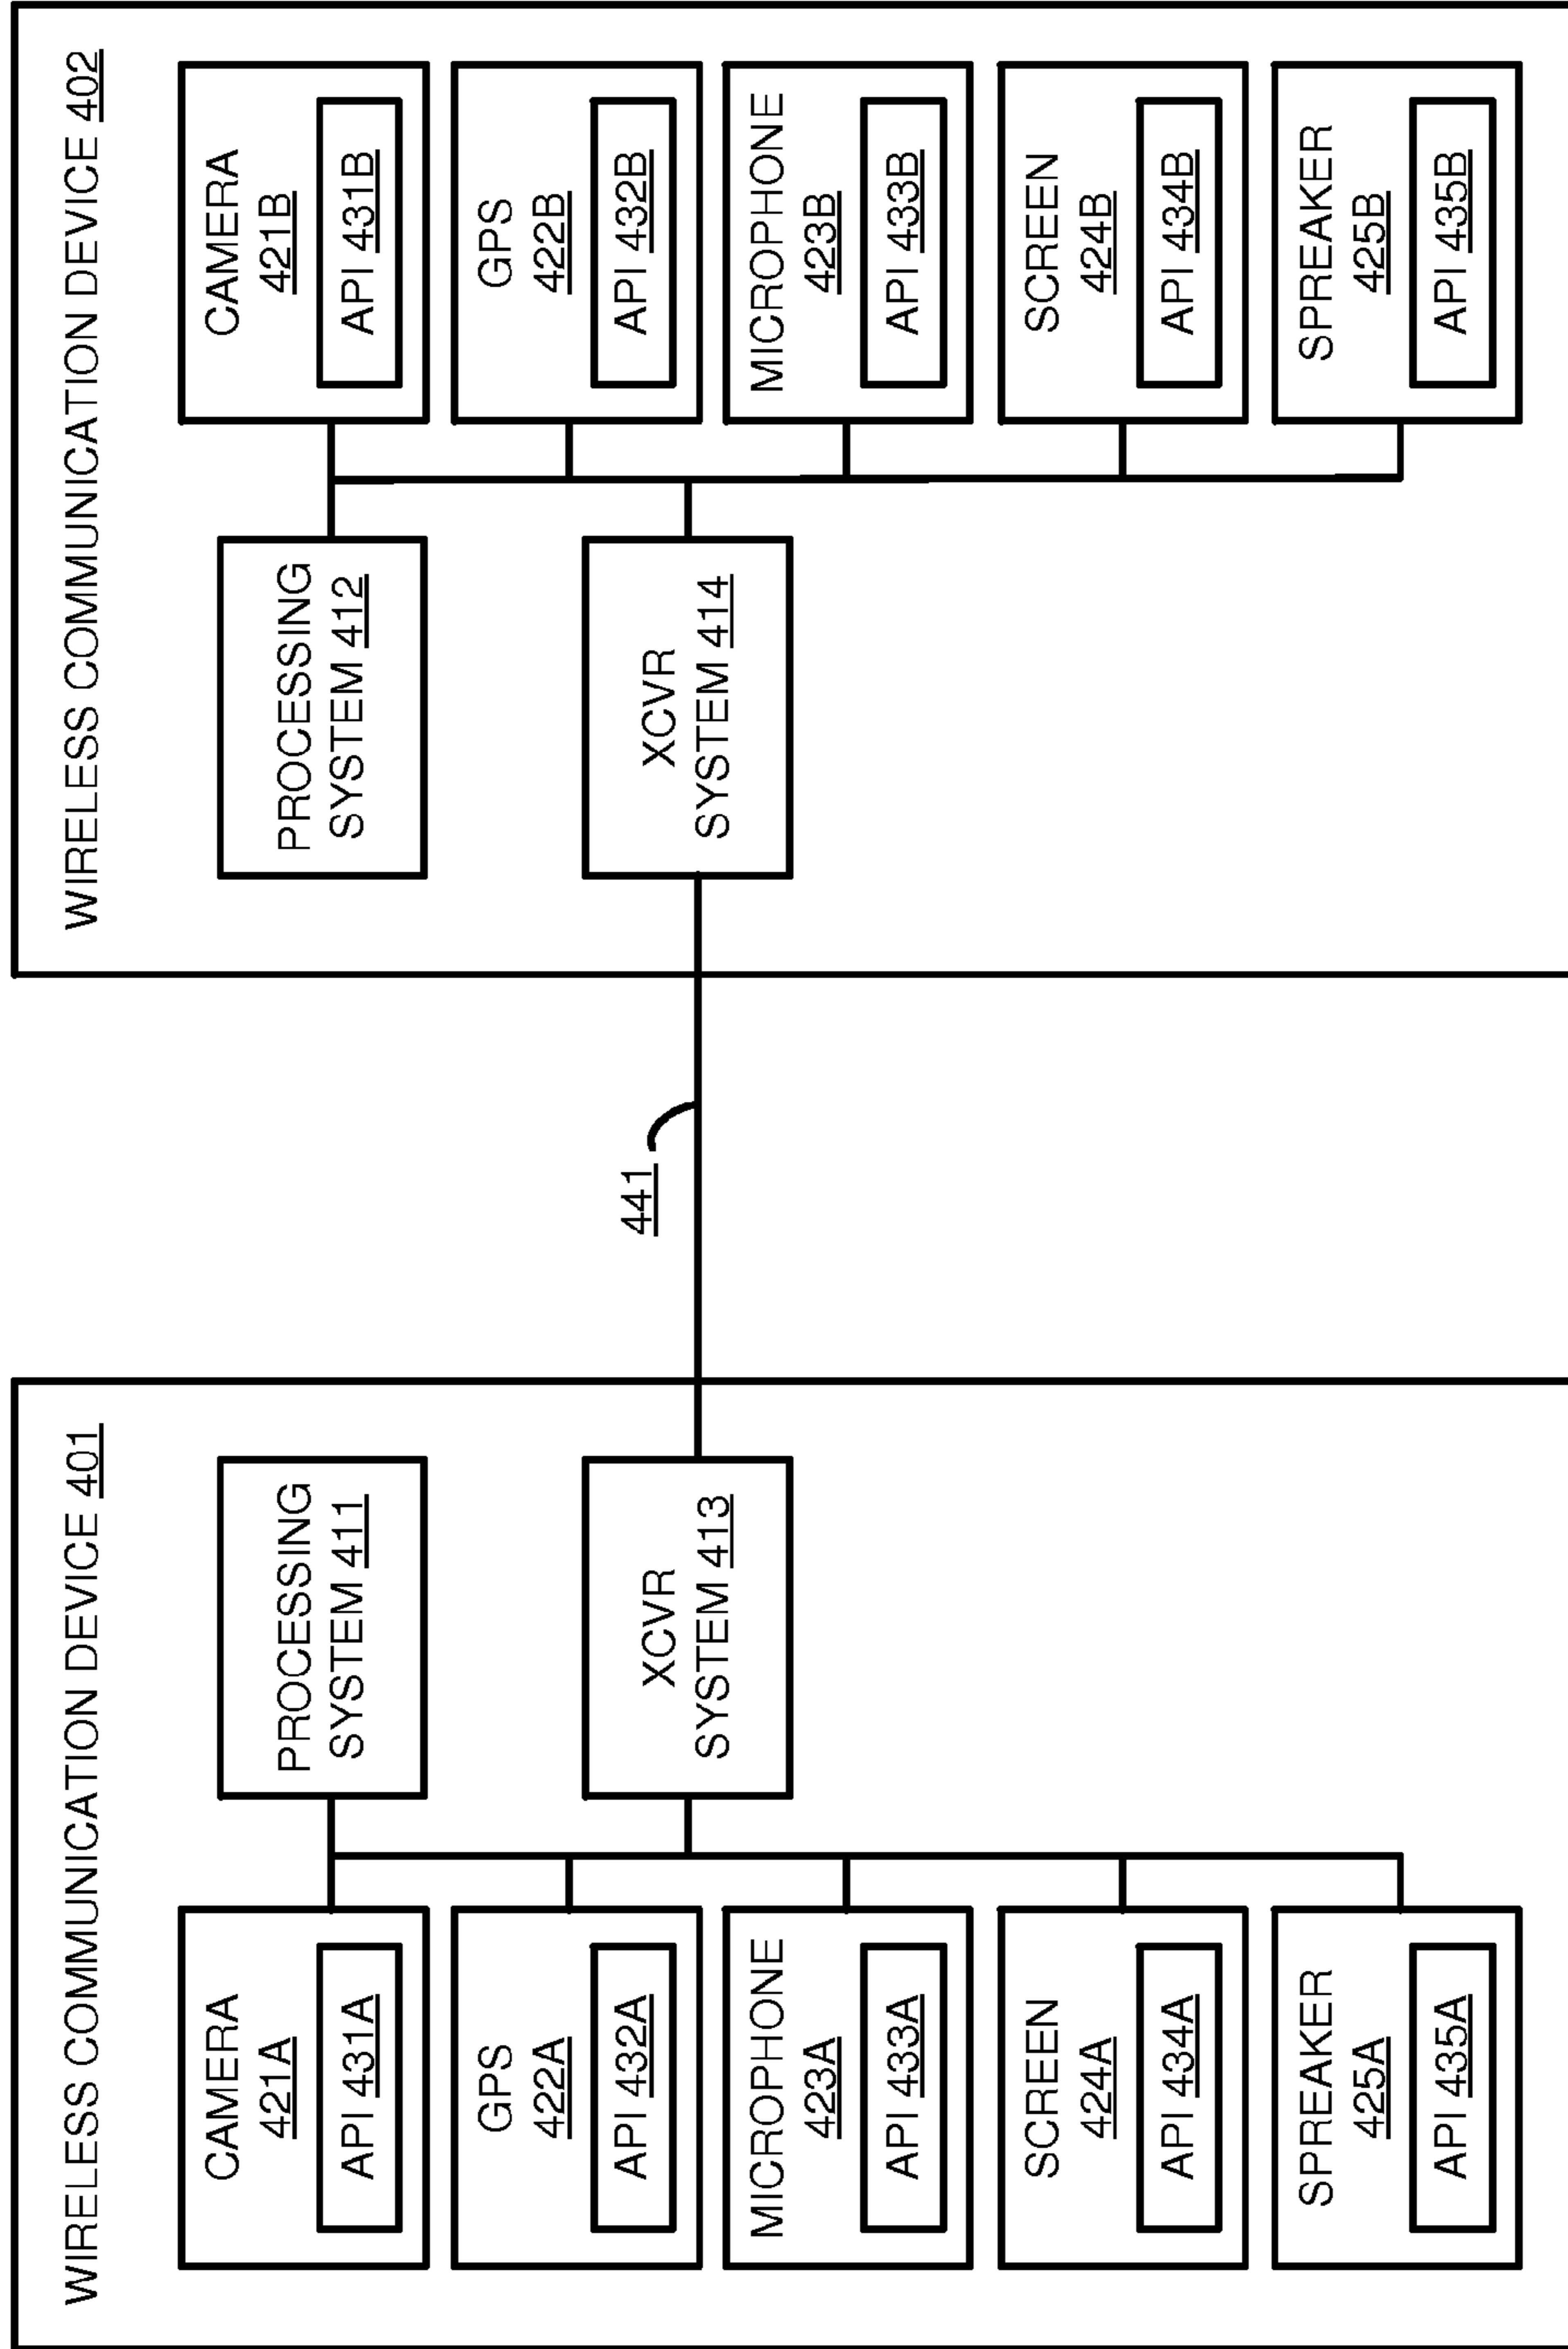 WIRELESS COMMUNICATION DEVICE 401
CAMERA
421A
API 431A
GPS
422A
API 432A
MICROPHONE
423A
API 433A
SCREEN
424A
API 434A
SPREAKER
425A
API 435A
PROCESSING
SYSTEM 411
XCVR
SYSTEM 413
441
WIRELESS COMMUNICATION DEVICE 402
PROCESSING
SYSTEM 412
XCVR
SYSTEM 414
CAMERA
421B
API 431B
GPS
422B
API 432B
MICROPHONE
423B
API 433B
SCREEN
424B
API 434B
SPREAKER
425B
API 435B